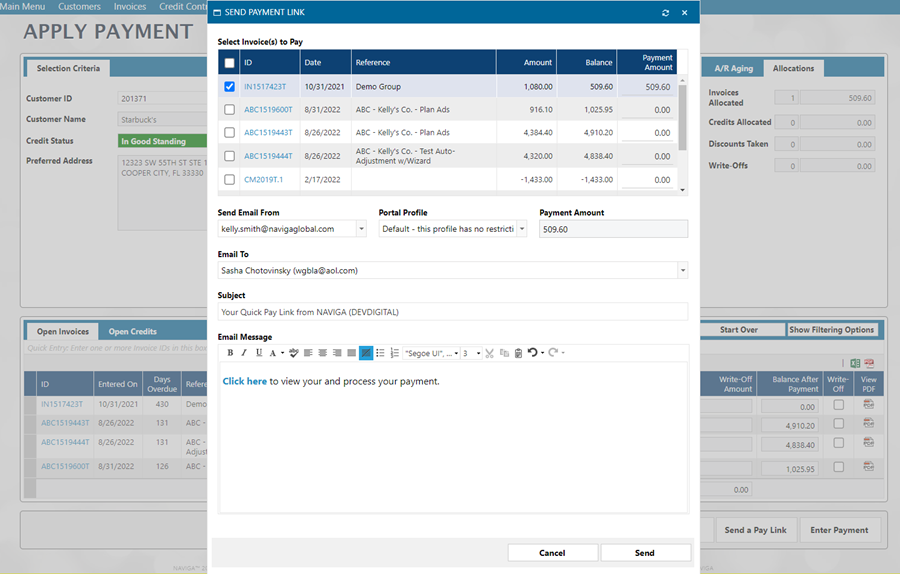 Main Menu Customers Invoices Credit Cont
APPLY PAYMENT
Selection Criteria
Customer ID 201371
Customer Name Starbuck's
Credit Status In Good Standing
Preferred Address 12323 SW 55TH ST STE 1
COOPER CITY, FL 33330
SEND PAYMENT LINK
Select Invoice(s) to Pay
ID Date Reference Amount Balance Payment Amount
IN1517423T 10/31/2021 Demo Group 1,080.00 509.60 509.60
ABC1519600T 8/31/2022 ABC - Kelly's Co. - Plan Ads 916.10 1,025.95 0.00
ABC1519443T 8/26/2022 ABC - Kelly's Co. - Plan Ads 4,384.40 4,910.20 0.00
ABC1519444T 8/26/2022 ABC - Kelly's Co. - Test Auto-
Adjustment w/Wizard 4,320.00 4,838.40 0.00
CM2019T.1 2/17/2022 -1,433.00 -1,433.00 0.00
Send Email From Portal Profile Payment Amount
kelly.smith@navigaglobal.com Default - this profile has no restricti 509.60
Email To
Sasha Chotovinsky (wgbla@aol.com)
Subject
Your Quick Pay Link from NAVIGA (DEVDIGITAL)
Email Message
B I U A "Segoe UI", ... 3
Click here to view your and process your payment.
Cancel Send
A/R Aging Allocations
Invoices
Allocated 1 509.60
Credits Allocated 0 0.00
Discounts Taken 0 0.00
Write-Offs 0 0.00
Open Invoices Open Credits
Quick Entry: Enter one or more Invoice IDs in this bar
Start Over Show Filtering Options
ID Entered On Days Overdue Refere
IN1517423T 10/31/2021 430 Demo
ABC1519443T 8/26/2022 131 ABC -
ABC1519444T 8/26/2022 131 ABC -
Adjust
ABC1519600T 8/31/2022 126 ABC -
Write-Off Amount Balance After Payment Write-Off View PDF
0.00
4,910.20
4,838.40
1,025.95
0.00
Send a Pay Link Enter Payment